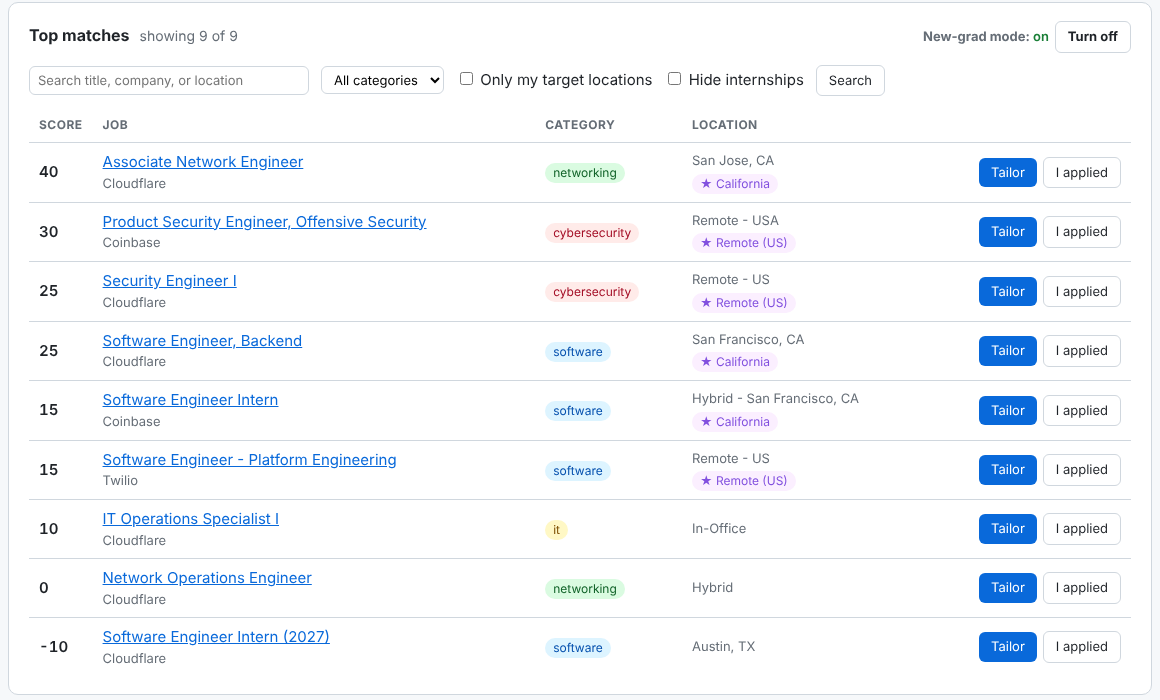 Top matches showing 9 of 9 New-grad mode: on Turn off
Search title, company, or location All categories Only my target locations Hide internships Search
SCORE JOB CATEGORY LOCATION
40 Associate Network Engineer Cloudflare networking San Jose, CA ★ California Tailor I applied
30 Product Security Engineer, Offensive Security Coinbase cybersecurity Remote - USA ★ Remote (US) Tailor I applied
25 Security Engineer I Cloudflare cybersecurity Remote - US ★ Remote (US) Tailor I applied
25 Software Engineer, Backend Cloudflare software San Francisco, CA ★ California Tailor I applied
15 Software Engineer Intern Coinbase software Hybrid - San Francisco, CA ★ California Tailor I applied
15 Software Engineer - Platform Engineering Twilio software Remote - US ★ Remote (US) Tailor I applied
10 IT Operations Specialist I Cloudflare it In-Office Tailor I applied
0 Network Operations Engineer Cloudflare networking Hybrid Tailor I applied
-10 Software Engineer Intern (2027) Cloudflare software Austin, TX Tailor I applied